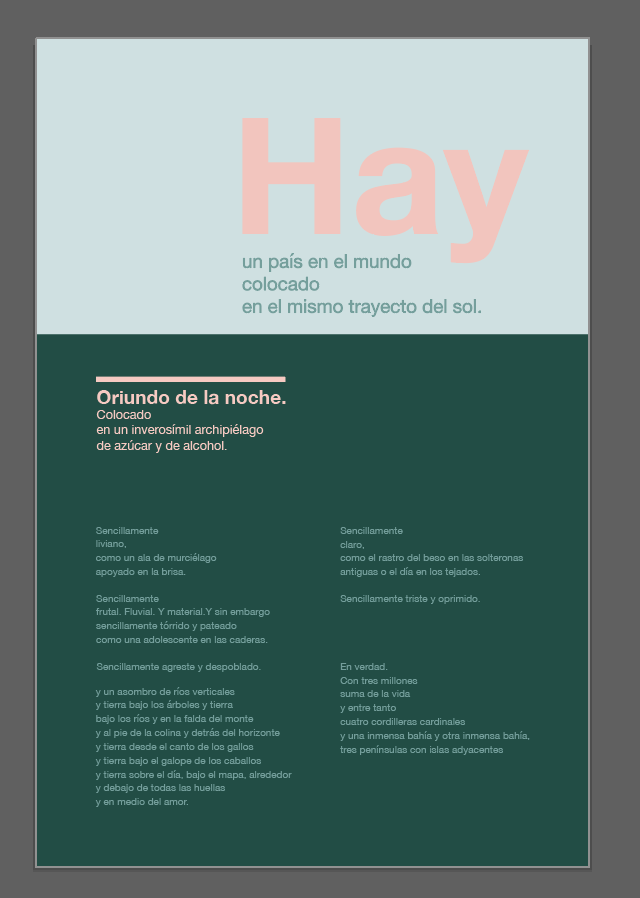 Hay
un país en el mundo
colocado
en el mismo trayecto del sol.
Oriundo de la noche.
Colocado
en un inverosímil archipiélago
de azúcar y de alcohol.
Sencillamente
liviano,
como un ala de murciélago
apoyado en la brisa.
Sencillamente
frutal. Fluvial. Y material.Y sin embargo
sencillamente tórrido y pateado
como una adolescente en las caderas.
Sencillamente agreste y despoblado.
y un asombro de ríos verticales
y tierra bajo los árboles y tierra
bajo los ríos y en la falda del monte
y al pie de la colina y detrás del horizonte
y tierra desde el canto de los gallos
y tierra bajo el galope de los caballos
y tierra sobre el día, bajo el mapa, alrededor
y debajo de todas las huellas
y en medio del amor.
Sencillamente
claro,
como el rastro del beso en las solteronas
antiguas o el día en los tejados.
Sencillamente triste y oprimido.
En verdad.
Con tres millones
suma de la vida
y entre tanto
cuatro cordilleras cardinales
y una inmensa bahía y otra inmensa bahía,
tres penínsulas con islas adyacentes